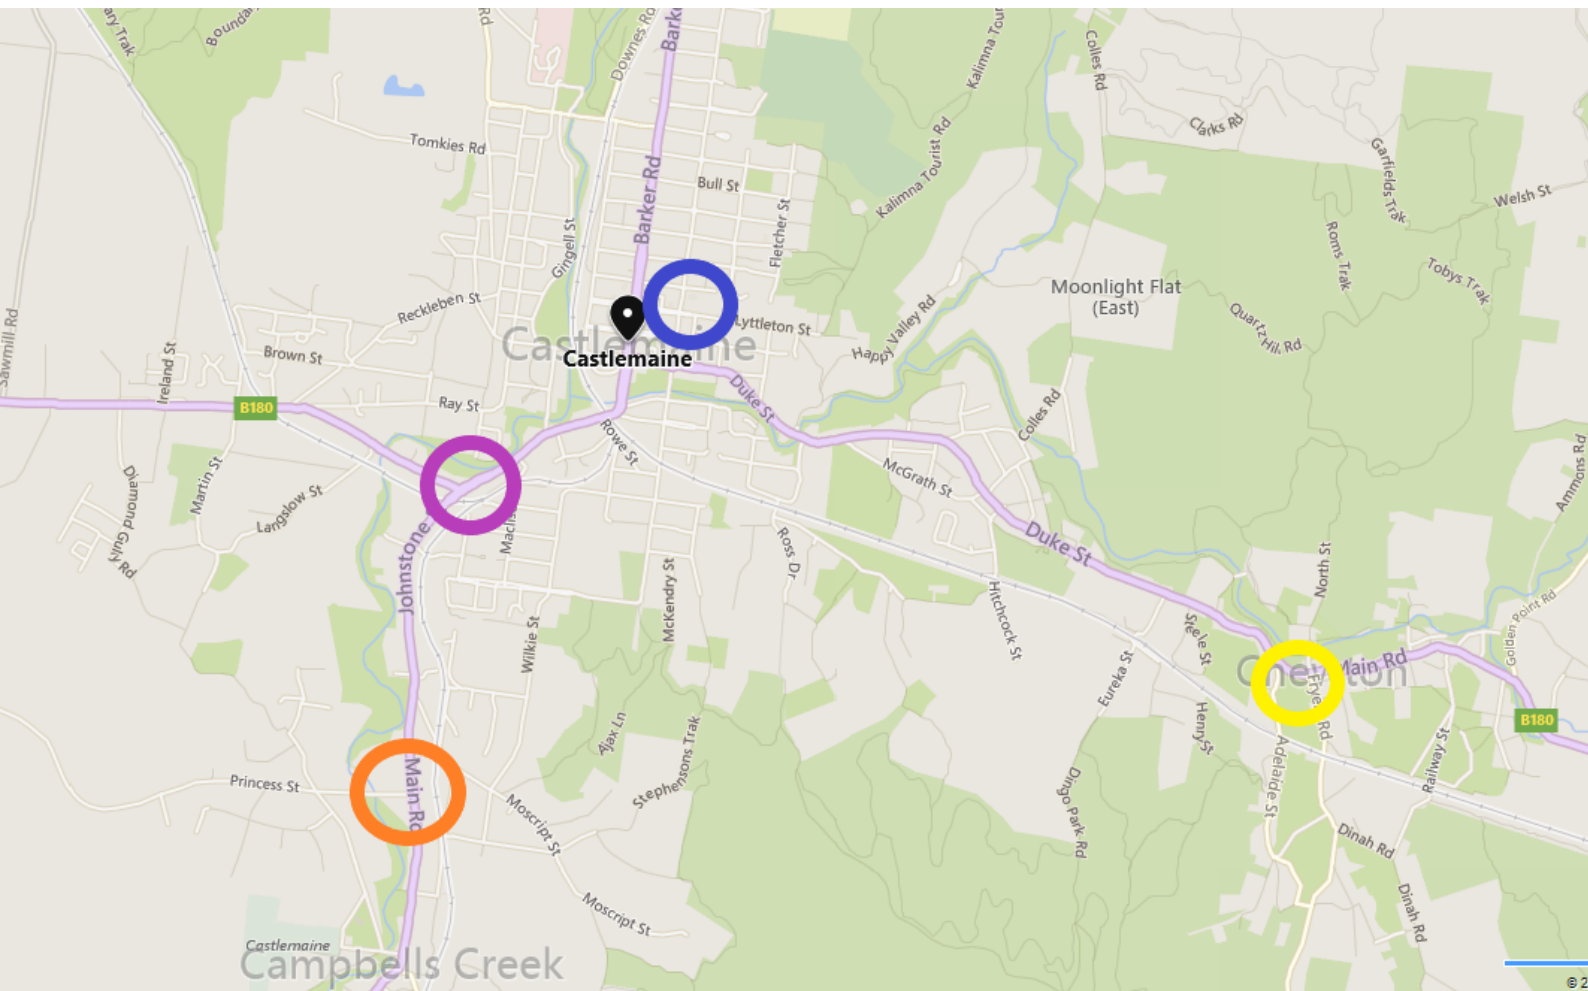 Boundar
ary Trak
Rd
Downes Rd
Barke
Kalimna Tour
Colles Rd
Clarks Rd
Tomkies Rd
Garfields Trak
Kalimna Tourist Rd
Bull St
Barker Rd
Welsh St
Fletcher St
Gingell St
Roms Trak
Tobys Trak
Moonlight Flat
(East)
Reckleben St
Quartz Hill Rd
Sawmill Rd
Lyttleton St
Happy Valley Rd
Castlemaine
Castlemaine
Brown St
Ireland St
Duke St
B180
Ray St
Colles Rd
Rowe St
McGrath St
Ammons Rd
Martin St
Diamond Gully Rd
Langslow St
Duke St
Ross Dr
Johnstone
North St
McKendry St
Hitchcock St
Golden Point Rd
Wilkie St
Steele St
Main Rd
Eureka St
B180
Henry St
Ajax Ln
Stephensons Trak
Adelaide St
Railway St
Main Rd
Princess St
Dingo Park Rd
Moscript St
Dinah Rd
Moscript St
Dinah Rd
Castlemaine
Campbells Creek
© 2